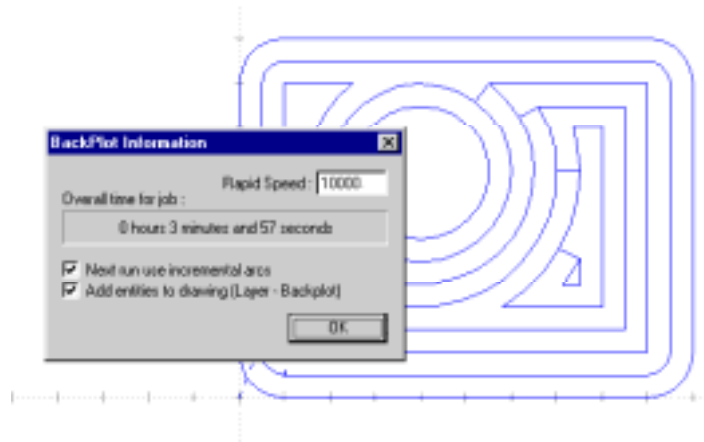 BackPlot Information
Rapid Speed: 10000.
Overall time for job :
0 hours 3 minutes and 57 seconds
Next run use incremental arcs
Add entities to drawing (Layer - Backplot)
OK